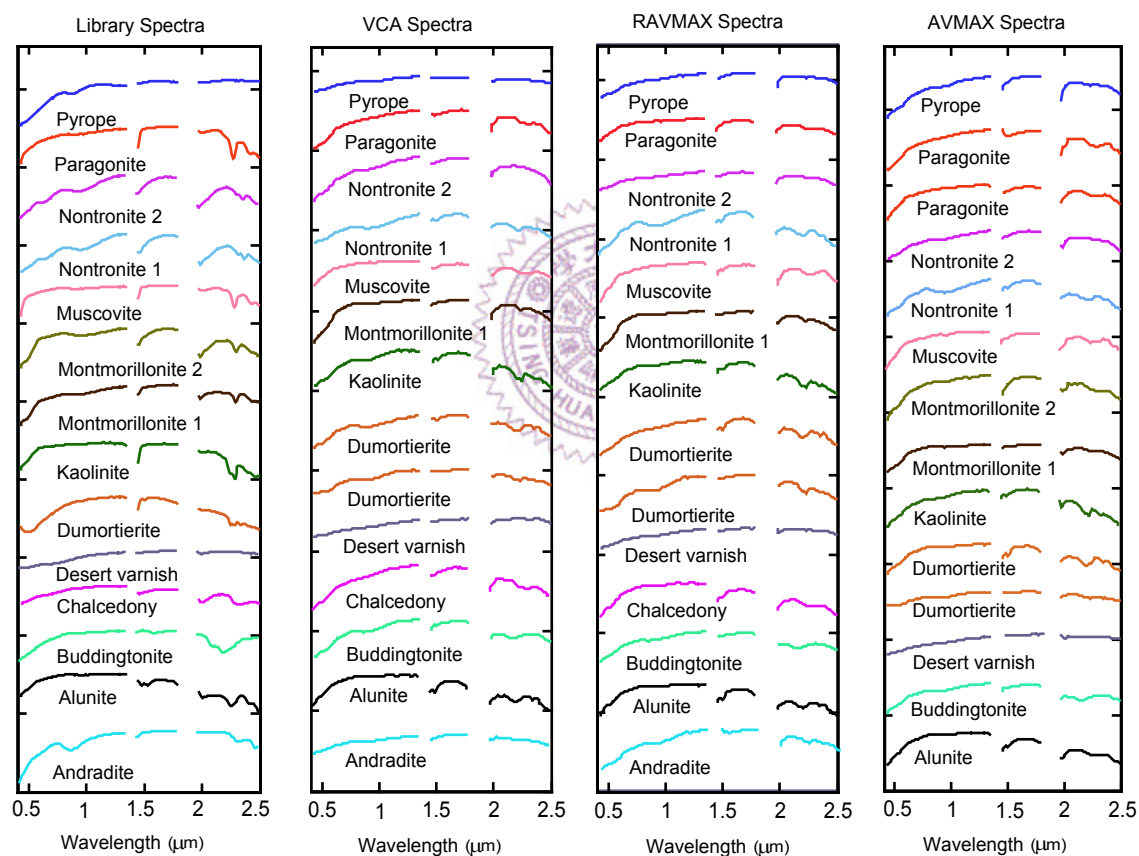 Library Spectra
Pyrope
Paragonite
Nontronite 2
Nontronite 1
Muscovite
Montmorillonite 2
Montmorillonite 1
Kaolinite
Dumortierite
Desert varnish
Chalcedony
Buddingtonite
Alunite
Andradite
0.5 1 1.5 2 2.5
Wavelength (μm)
VCA Spectra
Pyrope
Paragonite
Nontronite 2
Nontronite 1
Muscovite
Montmorillonite 1
Kaolinite
Dumortierite
Dumortierite
Desert varnish
Chalcedony
Buddingtonite
Alunite
Andradite
0.5 1 1.5 2 2.5
Wavelength (μm)
RAVMAX Spectra
Pyrope
Paragonite
Nontronite 2
Nontronite 1
Muscovite
Montmorillonite 1
Kaolinite
Dumortierite
Dumortierite
Desert varnish
Chalcedony
Buddingtonite
Alunite
Andradite
0.5 1 1.5 2 2.5
Wavelength (μm)
AVMAX Spectra
Pyrope
Paragonite
Paragonite
Nontronite 2
Nontronite 1
Muscovite
Montmorillonite 2
Montmorillonite 1
Kaolinite
Dumortierite
Dumortierite
Desert varnish
Buddingtonite
Alunite
0.5 1 1.5 2 2.5
Wavelength (μm)
TSING HUA